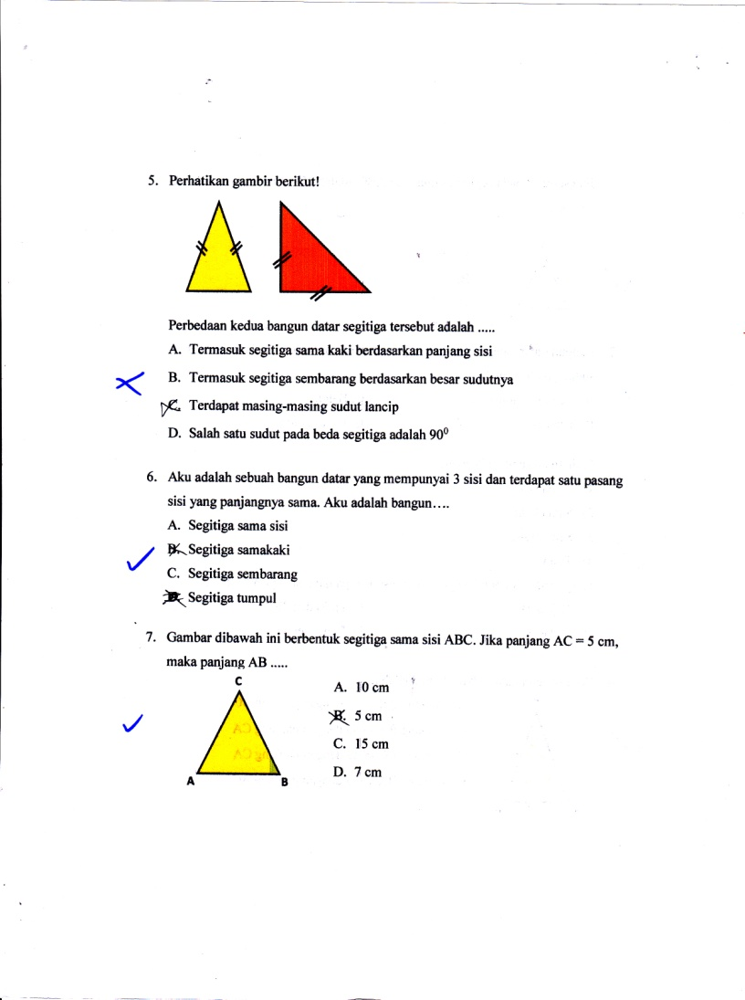 5. Perhatikan gambir berikut!
Perbedaan kedua bangun datar segitiga tersebut adalah .....
A. Termasuk segitiga sama kaki berdasarkan panjang sisi
B. Termasuk segitiga sembarang berdasarkan besar sudutnya
C. Terdapat masing-masing sudut lancip
D. Salah satu sudut pada beda segitiga adalah 90⁰
6. Aku adalah sebuah bangun datar yang mempunyai 3 sisi dan terdapat satu pasang
sisi yang panjangnya sama. Aku adalah bangun….
A. Segitiga sama sisi
B. Segitiga samakaki
C. Segitiga sembarang
D. Segitiga tumpul
7. Gambar dibawah ini berbentuk segitiga sama sisi ABC. Jika panjang AC = 5 cm,
maka panjang AB .....
C
A. 10 cm
B. 5 cm
C. 15 cm
D. 7 cm
A B